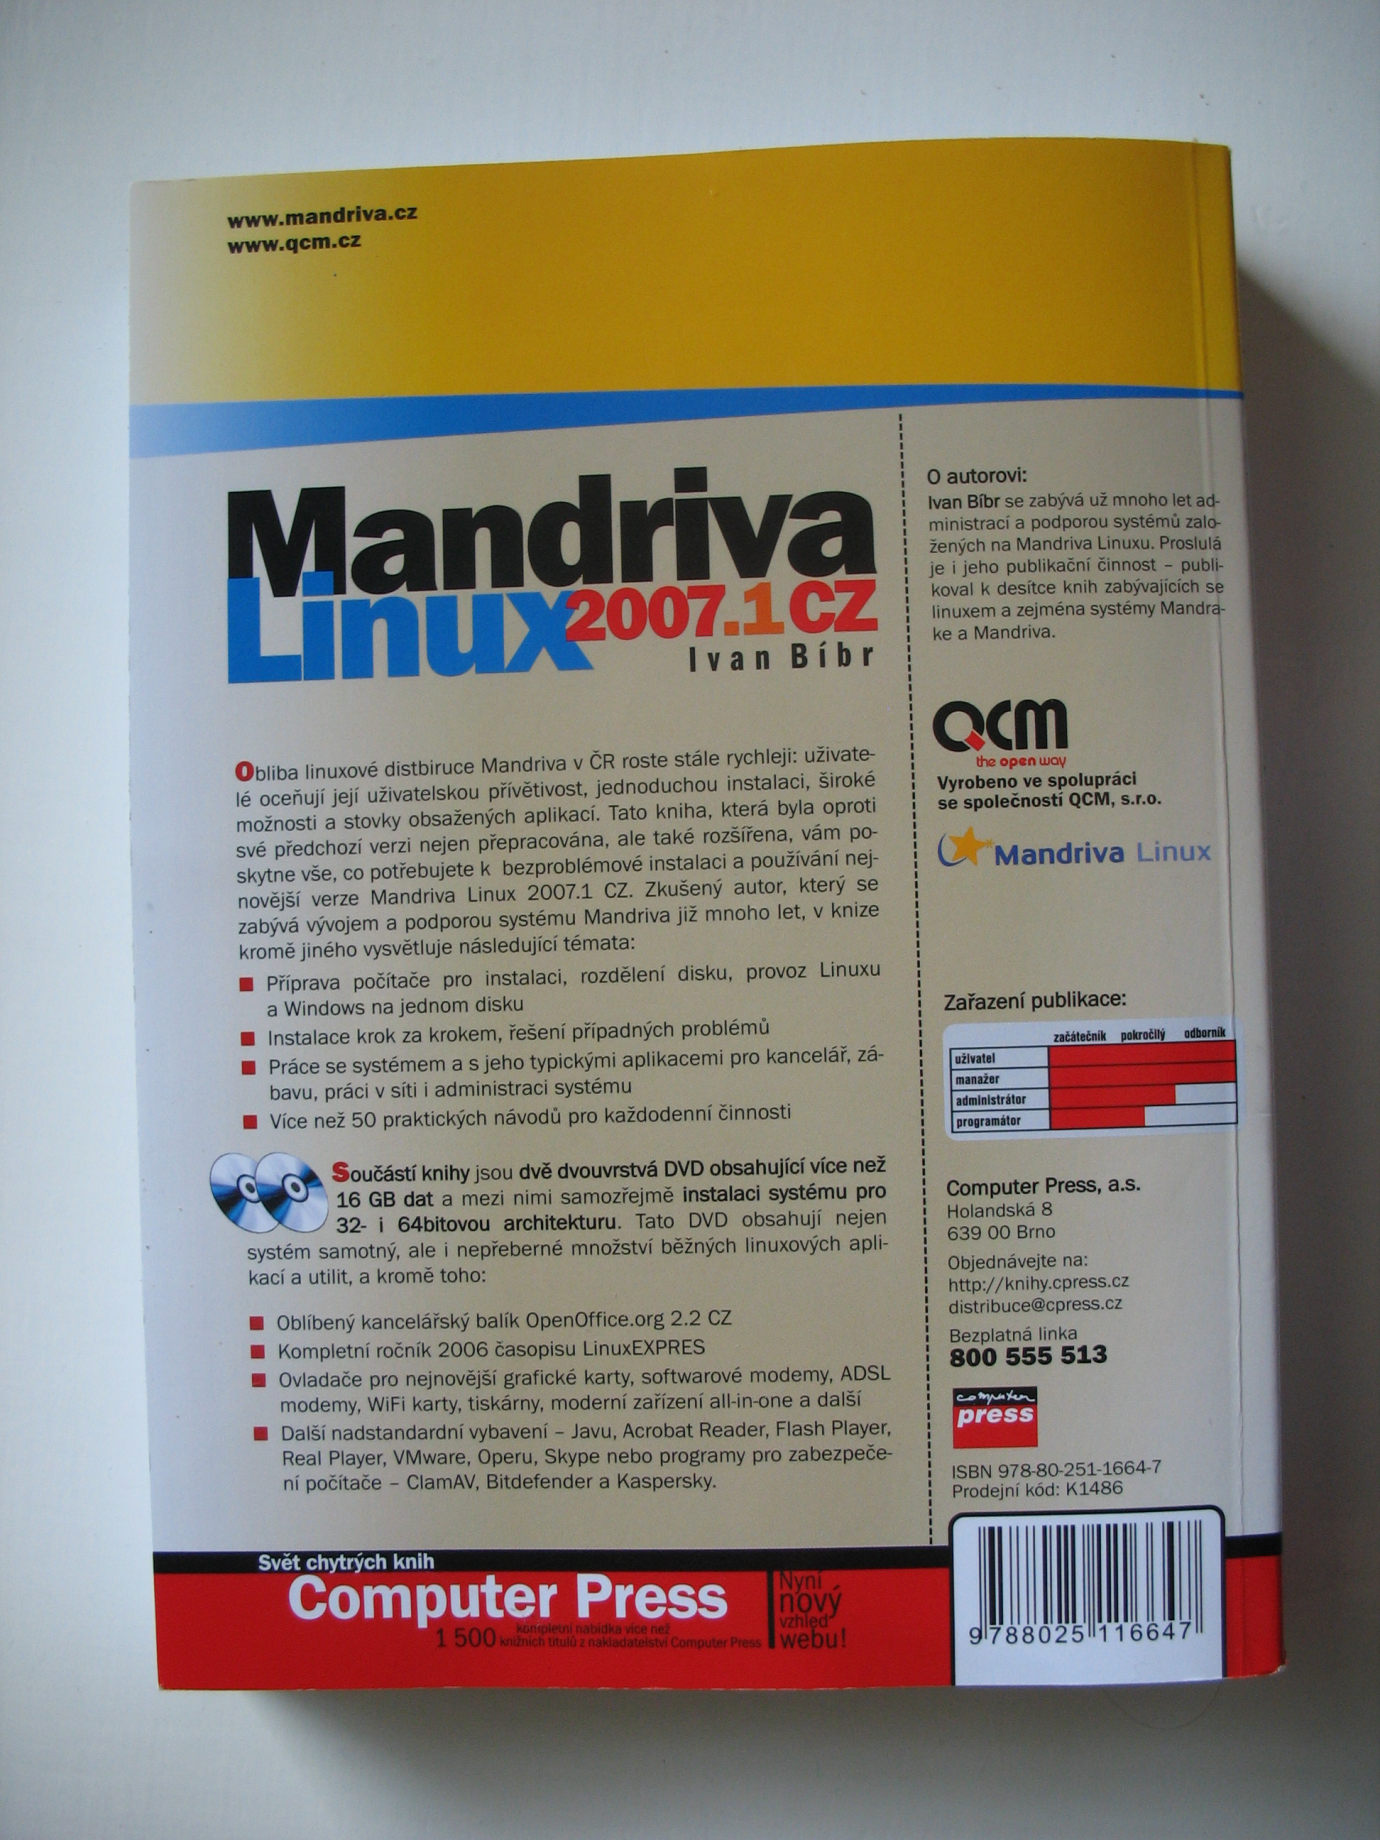 www.mandriva.cz
www.qcm.cz
Mandriva
Linux 2007.1 CZ
Ivan Bíbr
Obliba linuxové distbiruce Mandriva v ČR roste stále rychleji: uživate-
lé oceňují její uživatelskou přívětivost, jednoduchou instalaci, široké
možnosti a stovky obsažených aplikací. Tato kniha, která byla oproti
své předchozí verzi nejen přepracována, ale také rozšířena, vám po-
skytne vše, co potřebujete k bezproblémové instalaci a používání nej-
novější verze Mandriva Linux 2007.1 CZ. Zkušený autor, který se
zabývá vývojem a podporou systému Mandriva již mnoho let, v knize
kromě jiného vysvětluje následující témata:
Příprava počítače pro instalaci, rozdělení disku, provoz Linuxu
a Windows na jednom disku
Instalace krok za krokem, řešení případných problémů
Práce se systémem a s jeho typickými aplikacemi pro kancelář, zá-
bavu, práci v síti i administraci systému
Více než 50 praktických návodů pro každodenní činnosti
Součástí knihy jsou dvě dvouvrstvá DVD obsahující více než
16 GB dat a mezi nimi samozřejmě instalaci systému pro
32- i 64bitovou architekturu. Tato DVD obsahují nejen
systém samotný, ale i nepřeberné množství běžných linuxových apli-
kací a utilit, a kromě toho:
Oblíbený kancelářský balík OpenOffice.org 2.2 CZ
Kompletní ročník 2006 časopisu LinuxEXPRES
Ovladače pro nejnovější grafické karty, softwarové modemy, ADSL
modemy, WiFi karty, tiskárny, moderní zařízení all-in-one a další
Další nadstandardní vybavení – Javu, Acrobat Reader, Flash Player,
Real Player, VMware, Operu, Skype nebo programy pro zabezpeče-
ní počítače – ClamAV, Bitdefender a Kaspersky.
O autorovi:
Ivan Bíbr se zabývá už mnoho let ad-
ministrací a podporou systémů zalo-
žených na Mandriva Linuxu. Proslulá
je i jeho publikační činnost – publi-
koval k desítce knih zabývajících se
linuxem a zejména systémy Mandra-
ke a Mandriva.
QCM
the open way
Vyrobeno ve spolupráci
se společností QCM, s.r.o.
Mandriva Linux
Zařazení publikace:
začátečník pokročilý odborník
uživatel
manažer
administrátor
programátor
Computer Press, a.s.
Holandská 8
639 00 Brno
Objednávejte na:
http://knihy.cpress.cz
distribuce@cpress.cz
Bezplatná linka
800 555 513
computer
press
ISBN 978-80-251-1664-7
Prodejní kód: K1486
9 788025 116647
Svět chytrých knih
Computer Press
kompletní nabídka více než
1 500 knižních titulů z nakladatelství Computer Press
Nyní
nový
vzhled
webu!